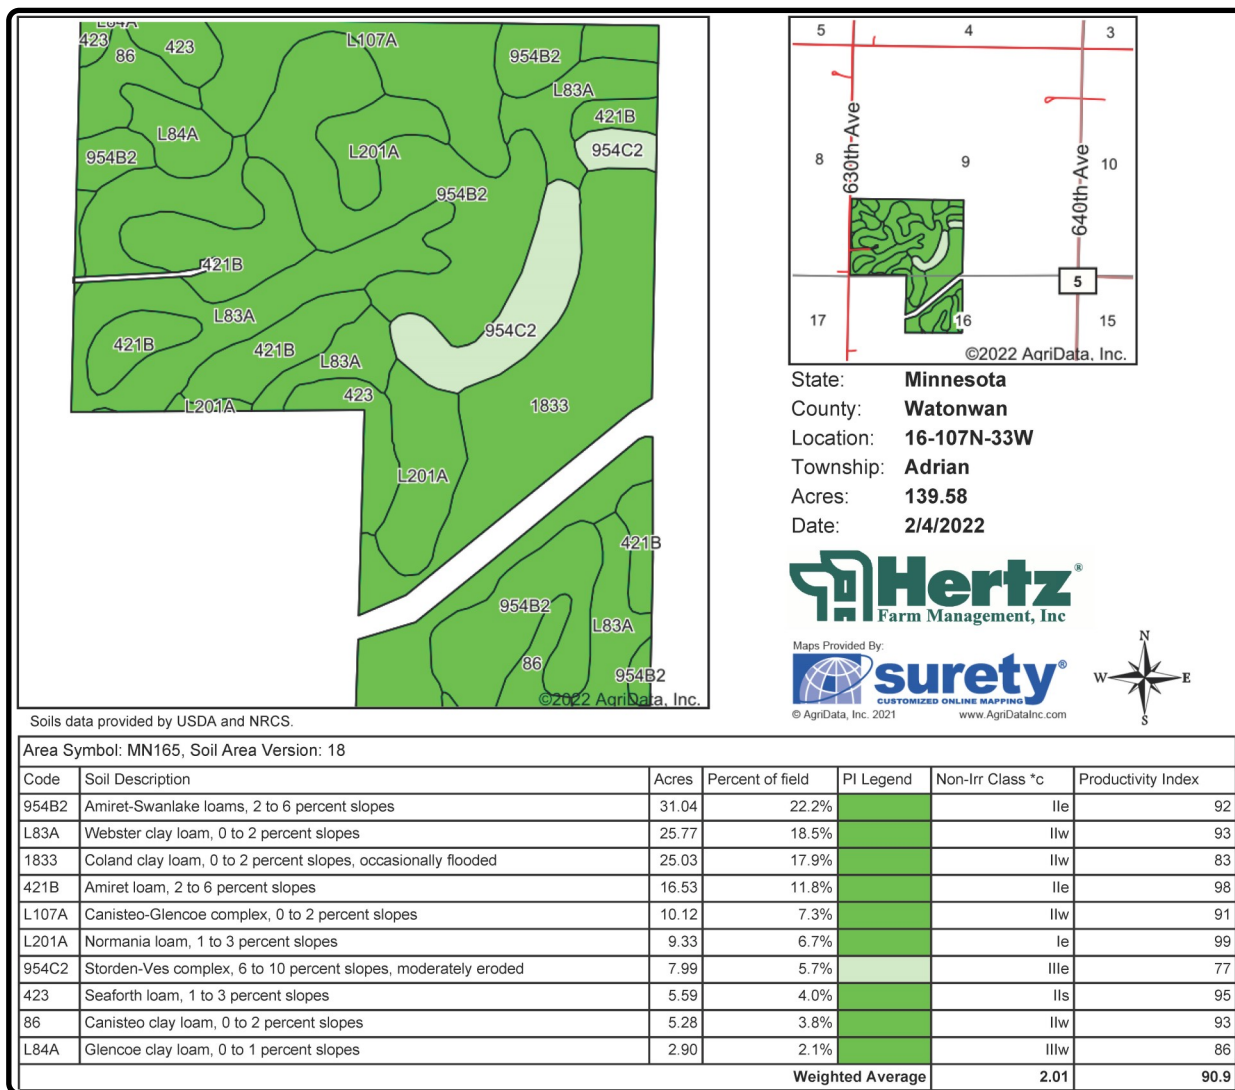 L84A
423
86
423
L107A
954B2
L83A
421B
954C2
L84A
954B2
L201A
954B2
421B
L83A
421B
421B
L83A
954C2
L201A
423
1833
L201A
421B
954B2
L83A
86
954B2
©2022 AgriData, Inc.
Soils data provided by USDA and NRCS.
5
4
3
630th-Ave
640th-Ave
8
9
10
5
17
16
15
©2022 AgriData, Inc.
State: Minnesota
County: Watonwan
Location: 16-107N-33W
Township: Adrian
Acres: 139.58
Date: 2/4/2022
Hertz®
Farm Management, Inc
Maps Provided By:
surety®
CUSTOMIZED ONLINE MAPPING
© AgriData, Inc. 2021 www.AgriDataInc.com
N
W E
S
Area Symbol: MN165, Soil Area Version: 18
Code Soil Description Acres Percent of field PI Legend Non-Irr Class *c Productivity Index
954B2 Amiret-Swanlake loams, 2 to 6 percent slopes 31.04 22.2% IIe 92
L83A Webster clay loam, 0 to 2 percent slopes 25.77 18.5% IIw 93
1833 Coland clay loam, 0 to 2 percent slopes, occasionally flooded 25.03 17.9% IIw 83
421B Amiret loam, 2 to 6 percent slopes 16.53 11.8% IIe 98
L107A Canisteo-Glencoe complex, 0 to 2 percent slopes 10.12 7.3% IIw 91
L201A Normania loam, 1 to 3 percent slopes 9.33 6.7% Ie 99
954C2 Storden-Ves complex, 6 to 10 percent slopes, moderately eroded 7.99 5.7% IIIe 77
423 Seaforth loam, 1 to 3 percent slopes 5.59 4.0% IIs 95
86 Canisteo clay loam, 0 to 2 percent slopes 5.28 3.8% IIw 93
L84A Glencoe clay loam, 0 to 1 percent slopes 2.90 2.1% IIIw 86
Weighted Average 2.01 90.9